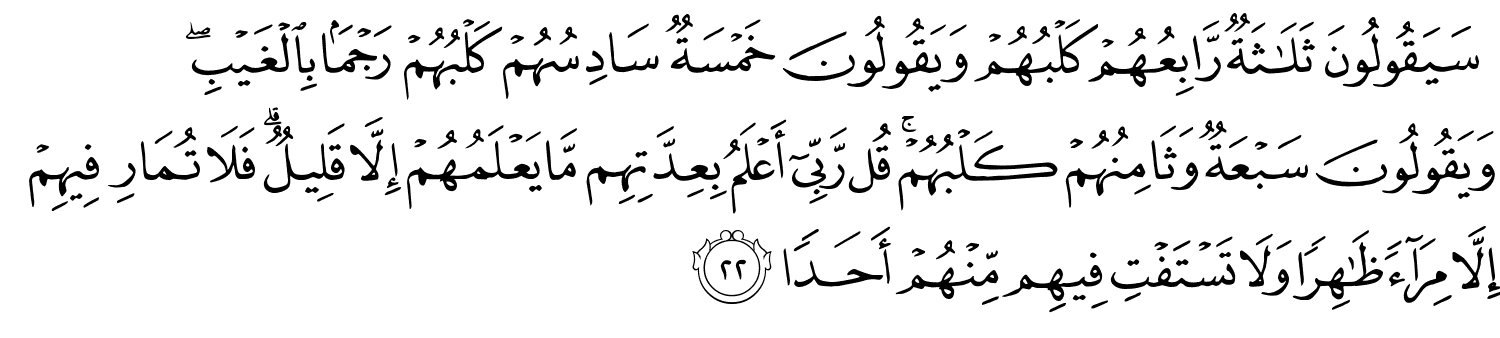 سَيَقُولُونَ ثَلَـٰثَةٌ رَّابِعُهُمْ كَلْبُهُمْ وَيَقُولُونَ خَمْسَةٌ سَادِسُهُمْ كَلْبُهُمْ رَجْمًۢا بِٱلْغَيْبِ ۖ
وَيَقُولُونَ سَبْعَةٌ وَثَامِنُهُمْ كَلْبُهُمْ ۚ قُل رَّبِّىٓ أَعْلَمُ بِعِدَّتِهِم مَّا يَعْلَمُهُمْ إِلَّا قَلِيلٌ ۗ فَلَا تُمَارِ فِيهِمْ
إِلَّا مِرَآءً ظَـٰهِرًا وَلَا تَسْتَفْتِ فِيهِم مِّنْهُمْ أَحَدًا ٢٢